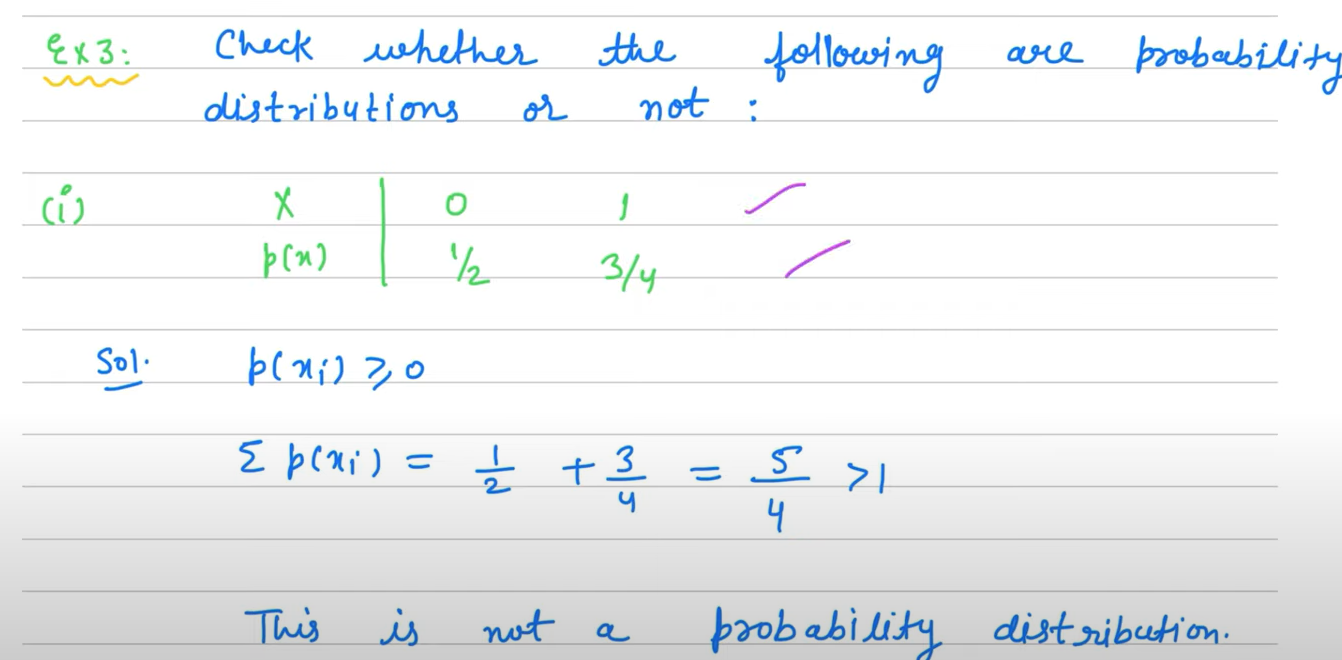 Ex3: Check whether the following are probability
distributions or not :
(i) X | 0 1
p(x) | 1/2 3/4
Sol. p(xi) ⩾ 0
Σ p(xi) = 1/2 + 3/4 = 5/4 >1
This is not a probability distribution.